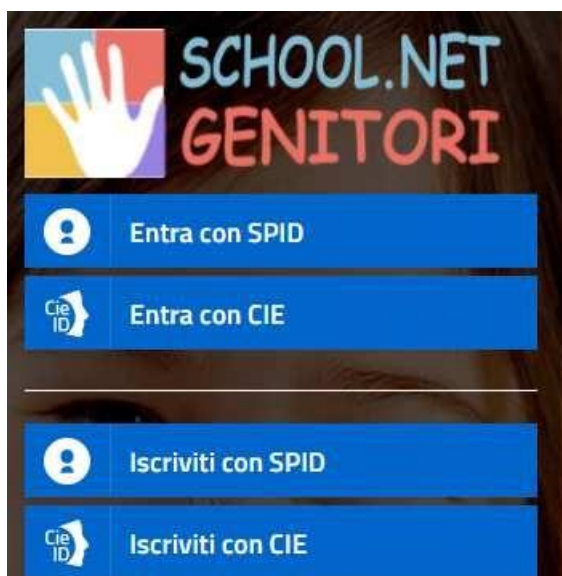 SCHOOL.NET
GENITORI
Entra con SPID
Cie
ID
Entra con CIE
Iscriviti con SPID
Cie
ID
Iscriviti con CIE